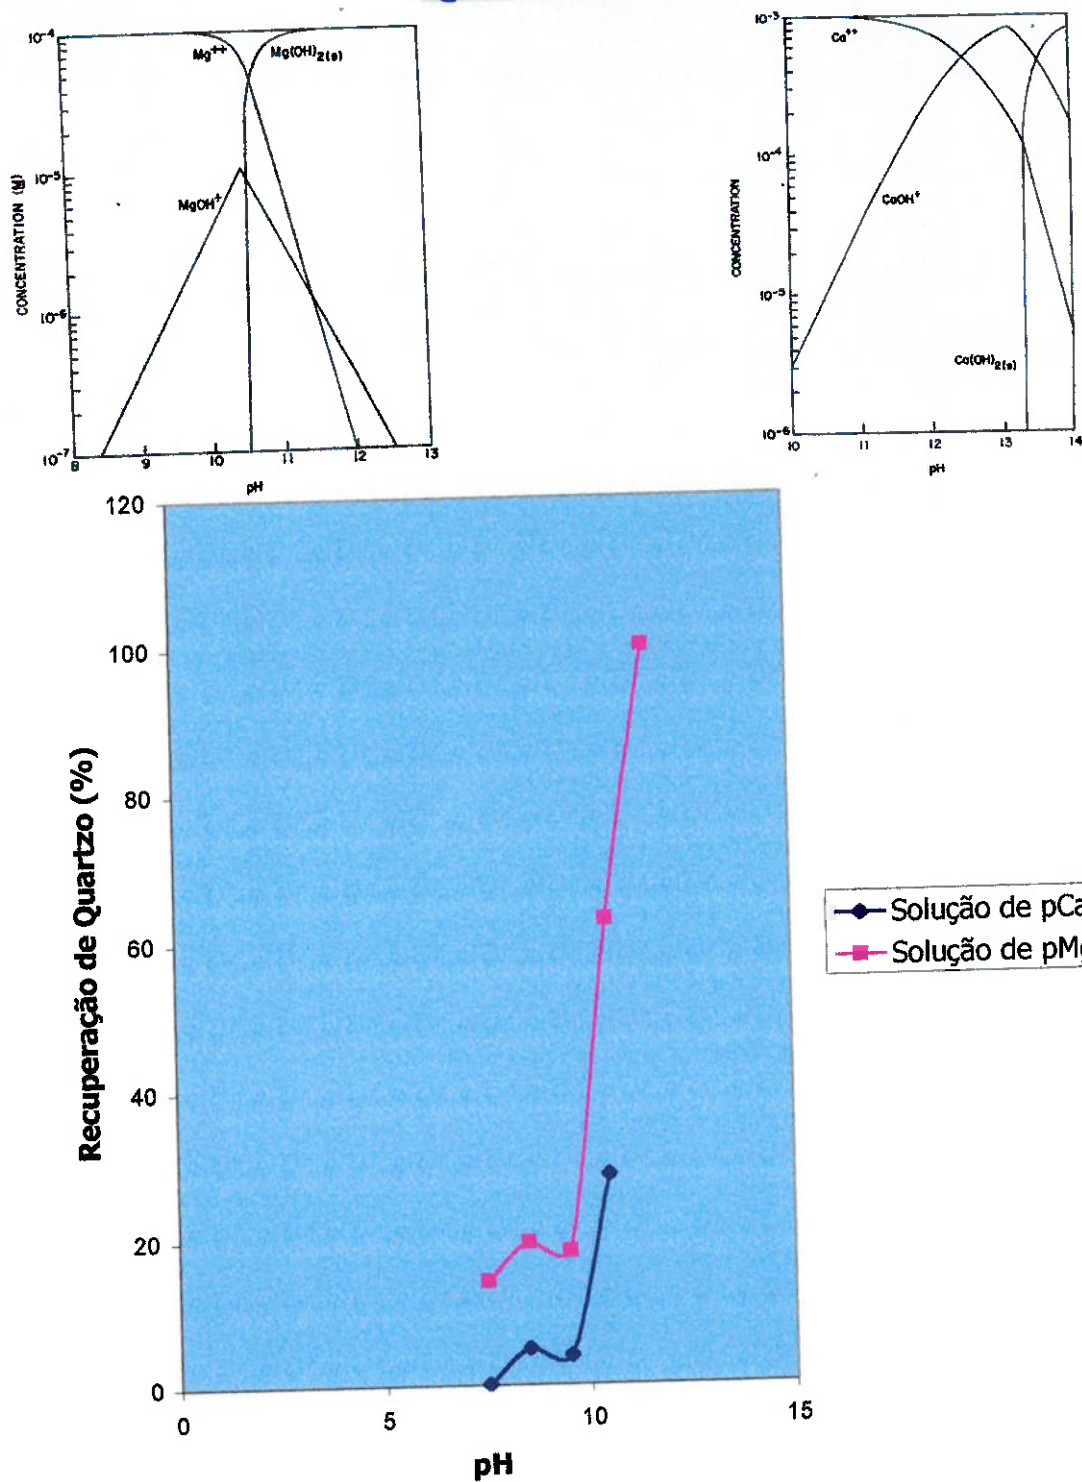 10⁻⁴
Mg⁺⁺
Mg(OH)₂(s)
10⁻⁵
MgOH⁺
10⁻⁶
10⁻⁷
CONCENTRATION (M)
8 9 10 11 12 13
pH
10⁻³
Ca⁺⁺
10⁻⁴
CaOH⁺
10⁻⁵
Ca(OH)₂(s)
10⁻⁶
CONCENTRATION
10 11 12 13 14
pH
120
100
80
60
40
20
0
Recuperação de Quartzo (%)
0 5 10 15
pH
Solução de pCa
Solução de pMg